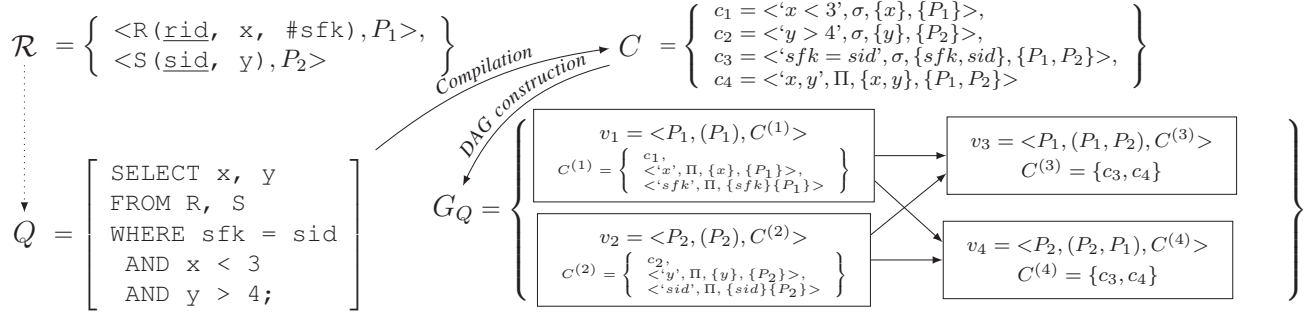 R = { <R(rid, x, #sfk),P₁>,
<S(sid, y),P₂> }
Compilation
C = { c₁ = <‘x < 3’, σ, {x}, {P₁}>,
c₂ = <‘y > 4’, σ, {y}, {P₂}>,
c₃ = <‘sfk = sid’, σ, {sfk, sid}, {P₁, P₂}>,
c₄ = <‘x, y’, Π, {x, y}, {P₁, P₂}> }
DAG construction
Q = [ SELECT x, y
FROM R, S
WHERE sfk = sid
AND x < 3
AND y > 4; ]
G_Q = {
v₁ = <P₁, (P₁), C⁽¹⁾>
C⁽¹⁾ = { c₁,
<‘x’, Π, {x}, {P₁}>,
<‘sfk’, Π, {sfk}{P₁}> }
v₂ = <P₂, (P₂), C⁽²⁾>
C⁽²⁾ = { c₂,
<‘y’, Π, {y}, {P₂}>,
<‘sid’, Π, {sid}{P₂}> }
v₃ = <P₁, (P₁, P₂), C⁽³⁾>
C⁽³⁾ = {c₃, c₄}
v₄ = <P₂, (P₂, P₁), C⁽⁴⁾>
C⁽⁴⁾ = {c₃, c₄}
}